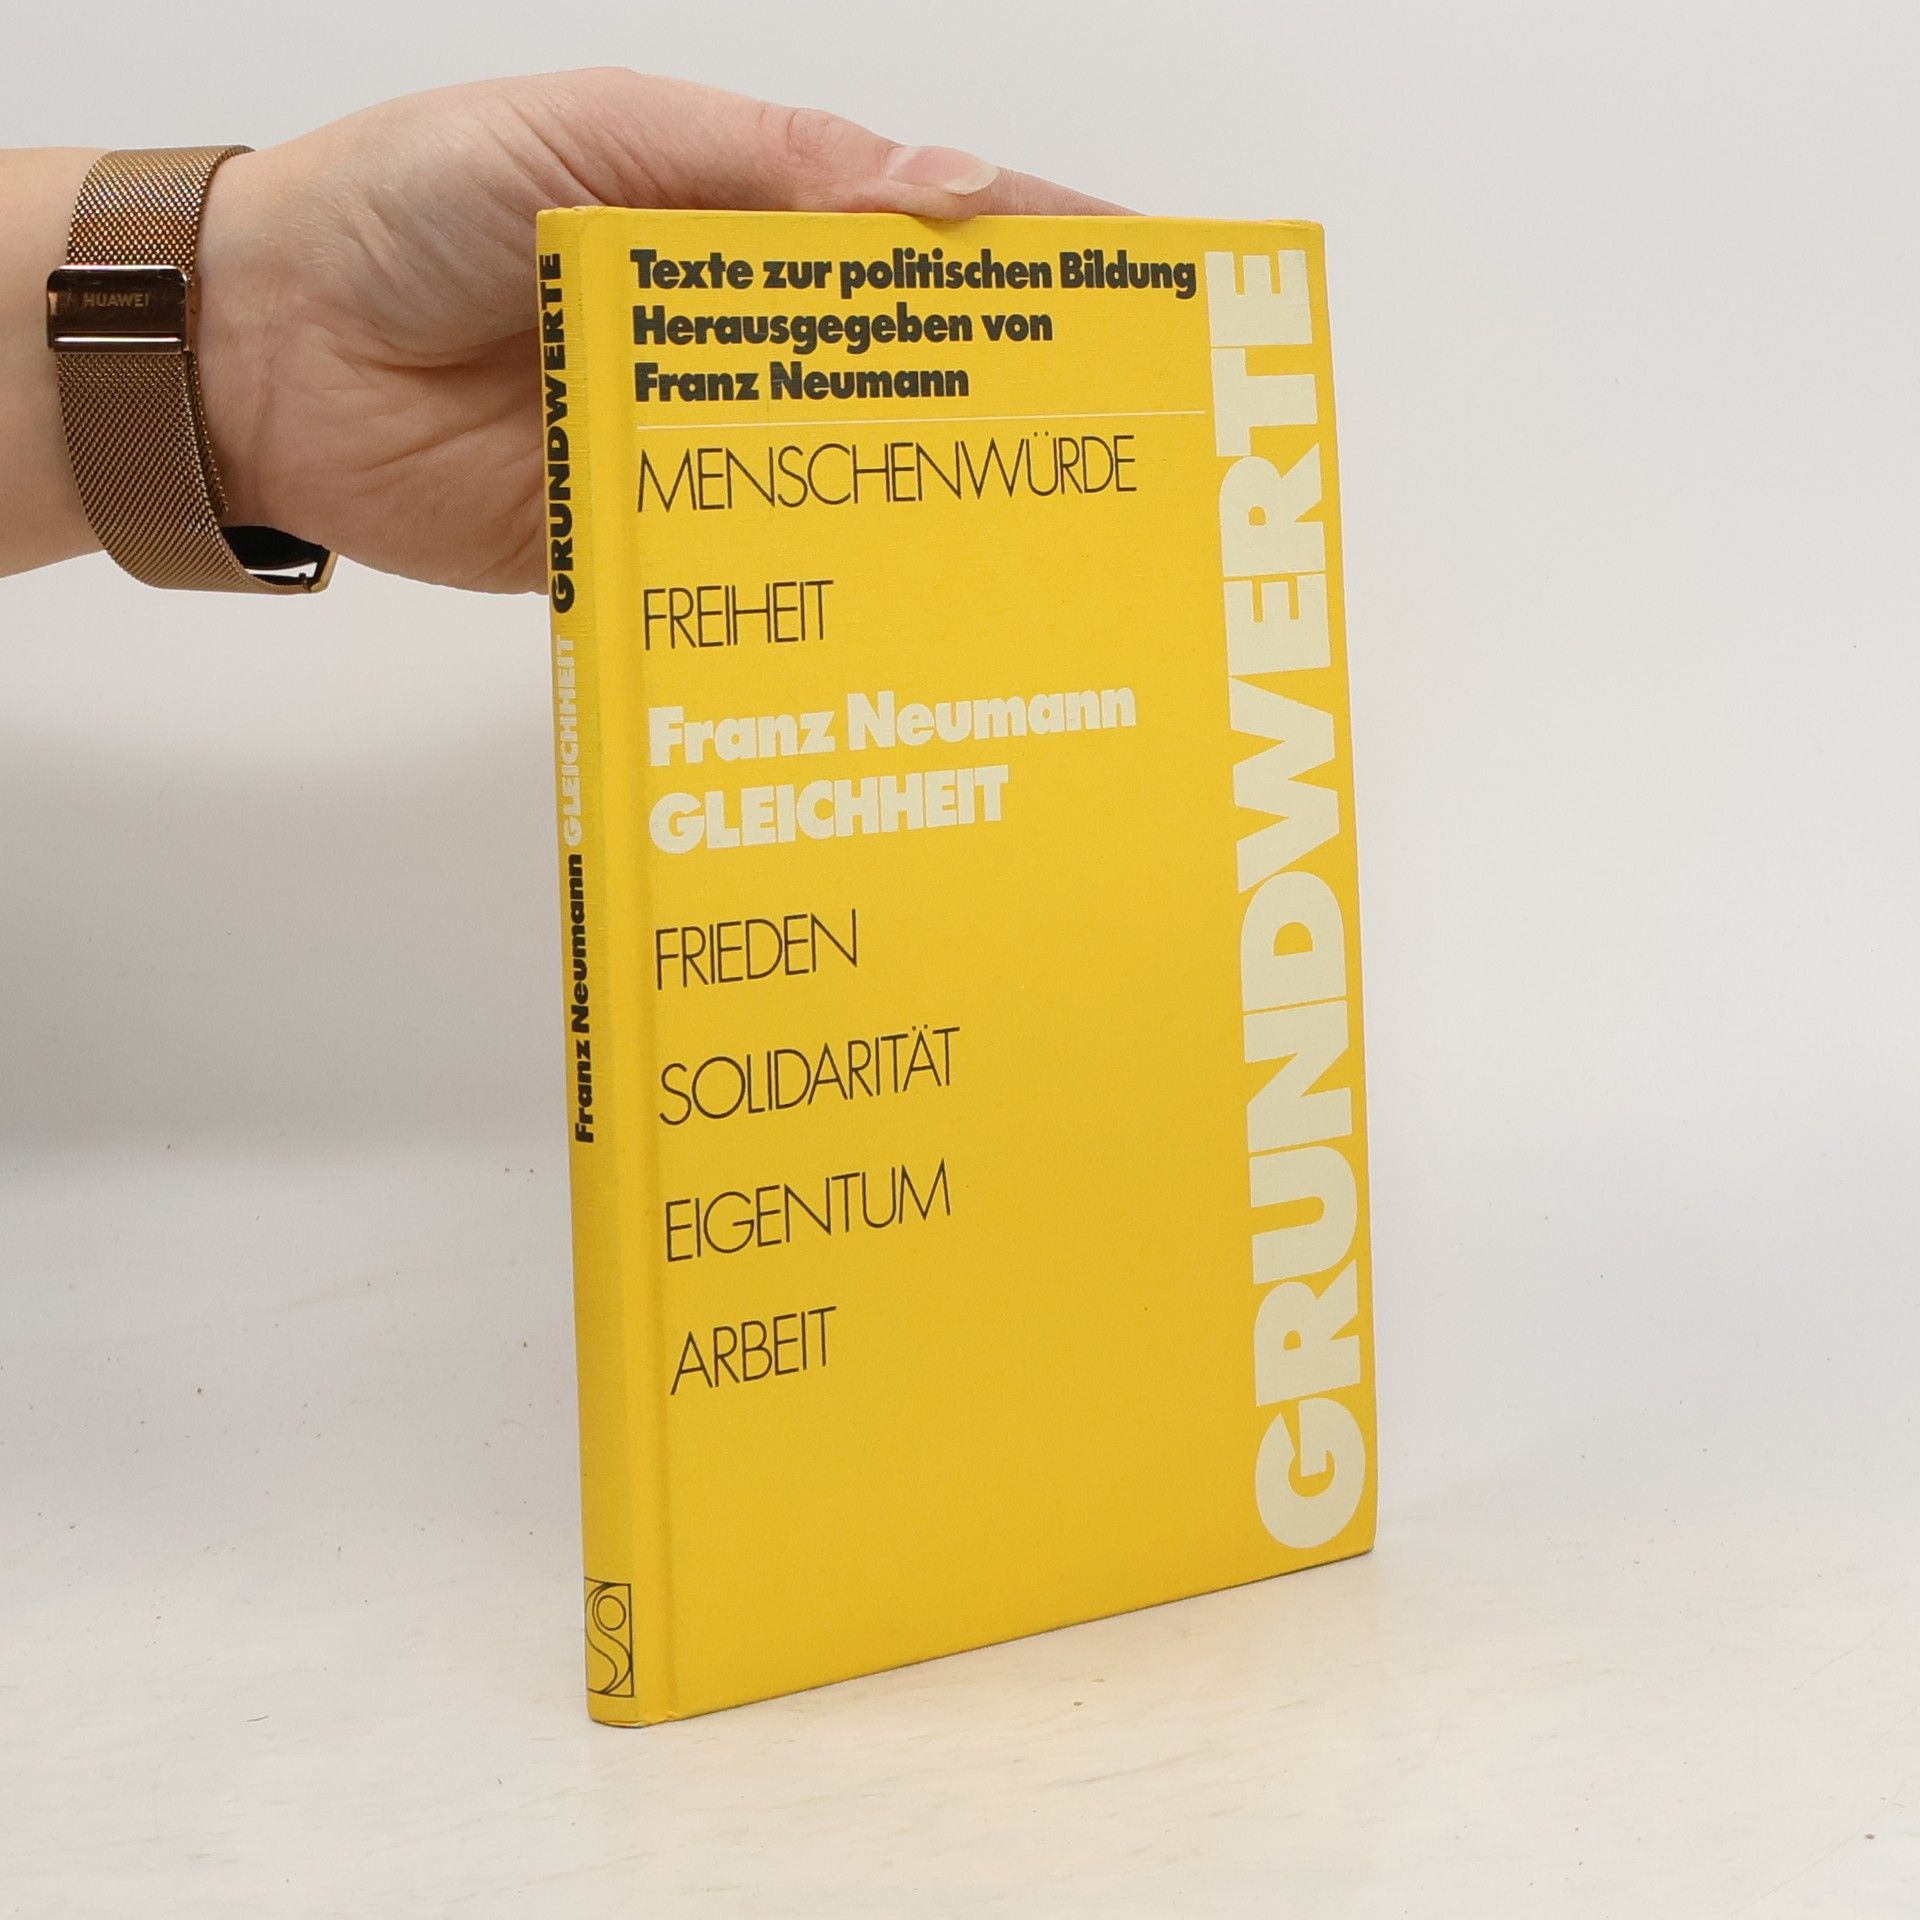 HUAWEI
Franz Neumann GLEICHHEIT GRUNDWERTE
Texte zur politischen Bildung
Herausgegeben von
Franz Neumann
MENSCHENWÜRDE
FREIHEIT
Franz Neumann
GLEICHHEIT
FRIEDEN
SOLIDARITÄT
EIGENTUM
ARBEIT
GRUNDWERTE